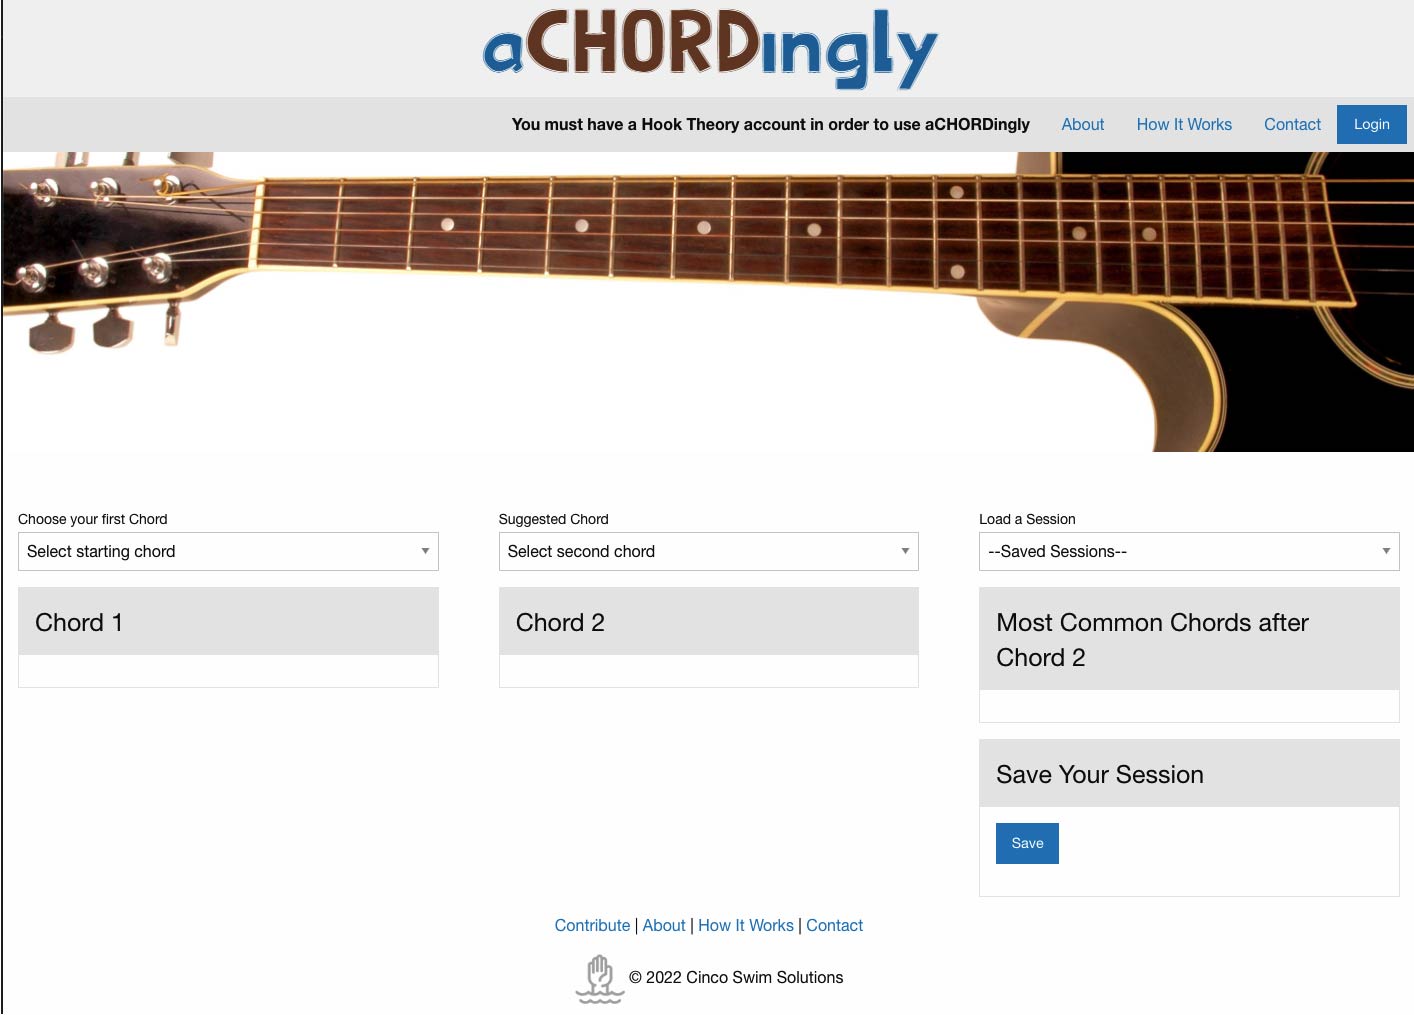 aCHORDingly
You must have a Hook Theory account in order to use aCHORDingly About How It Works Contact Login
Choose your first Chord
Select starting chord
Chord 1
Suggested Chord
Select second chord
Chord 2
Load a Session
--Saved Sessions--
Most Common Chords after
Chord 2
Save Your Session
Save
Contribute | About | How It Works | Contact
© 2022 Cinco Swim Solutions